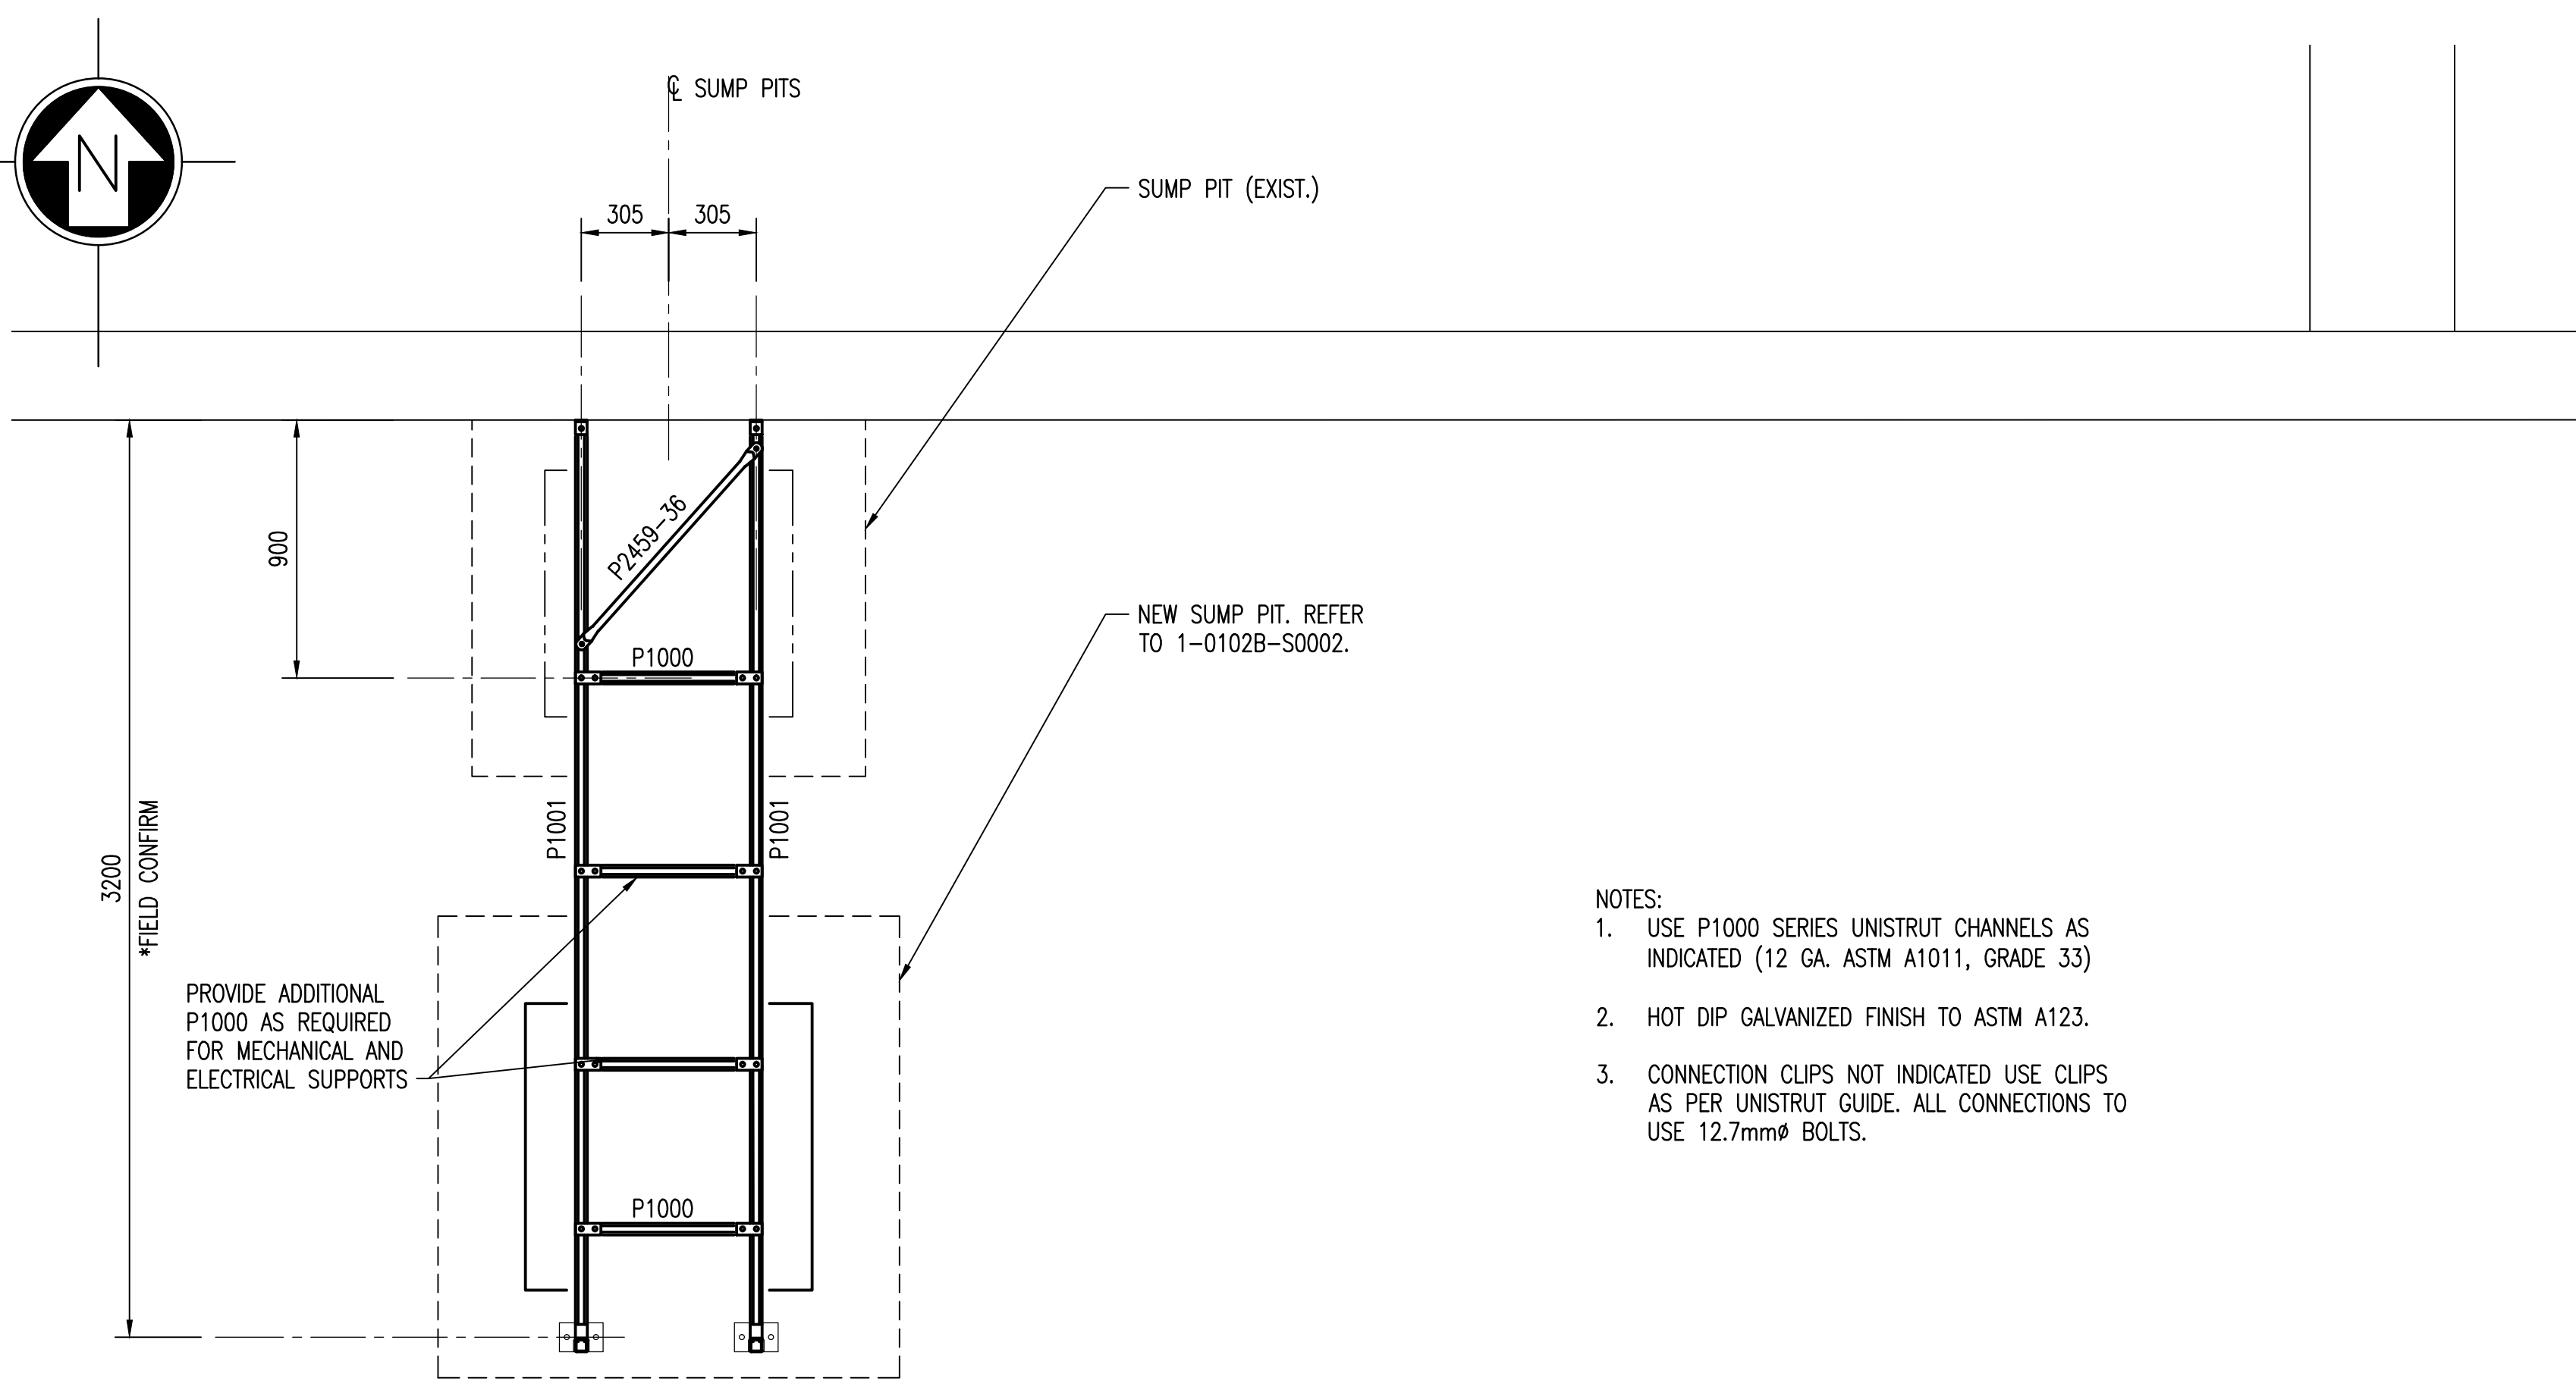 N
℄ SUMP PITS
305
305
SUMP PIT (EXIST.)
900
P2459-36
NEW SUMP PIT. REFER
TO 1-0102B-S0002.
P1000
3200
*FIELD CONFIRM
P1001
P1001
PROVIDE ADDITIONAL
P1000 AS REQUIRED
FOR MECHANICAL AND
ELECTRICAL SUPPORTS
P1000
NOTES:
1. USE P1000 SERIES UNISTRUT CHANNELS AS
INDICATED (12 GA. ASTM A1011, GRADE 33)
2. HOT DIP GALVANIZED FINISH TO ASTM A123.
3. CONNECTION CLIPS NOT INDICATED USE CLIPS
AS PER UNISTRUT GUIDE. ALL CONNECTIONS TO
USE 12.7mmø BOLTS.